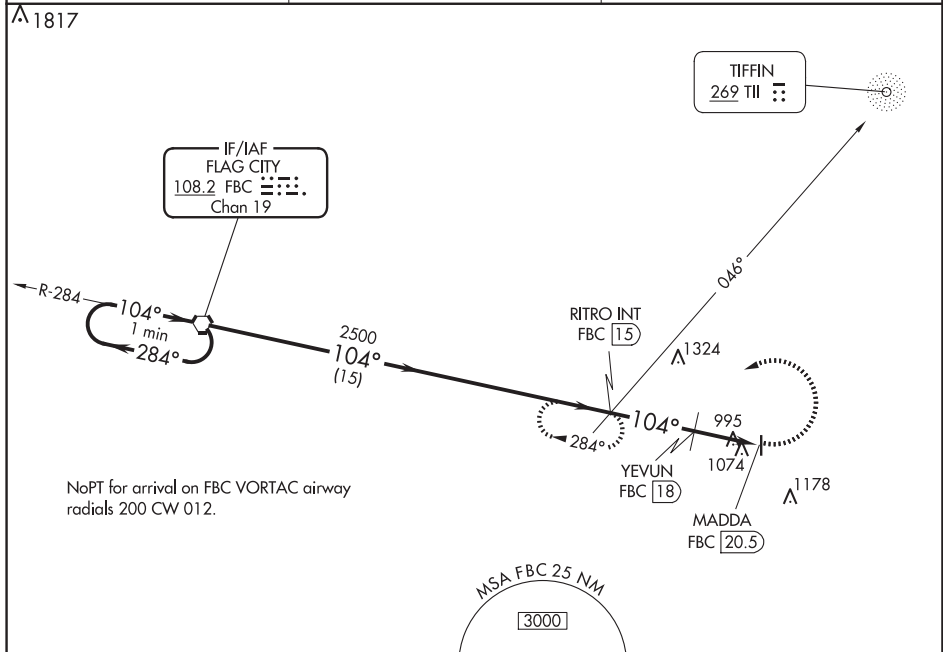 1817
TIFFIN
269 TII
IF/IAF
FLAG CITY
108.2 FBC
Chan 19
R-284
104°
1 min
284°
2500
104°
(15)
046°
RITRO INT
FBC 15
1324
284°
104°
995
1074
YEVUN
FBC 18
1178
MADDA
FBC 20.5
NoPT for arrival on FBC VORTAC airway
radials 200 CW 012.
MSA FBC 25 NM
3000